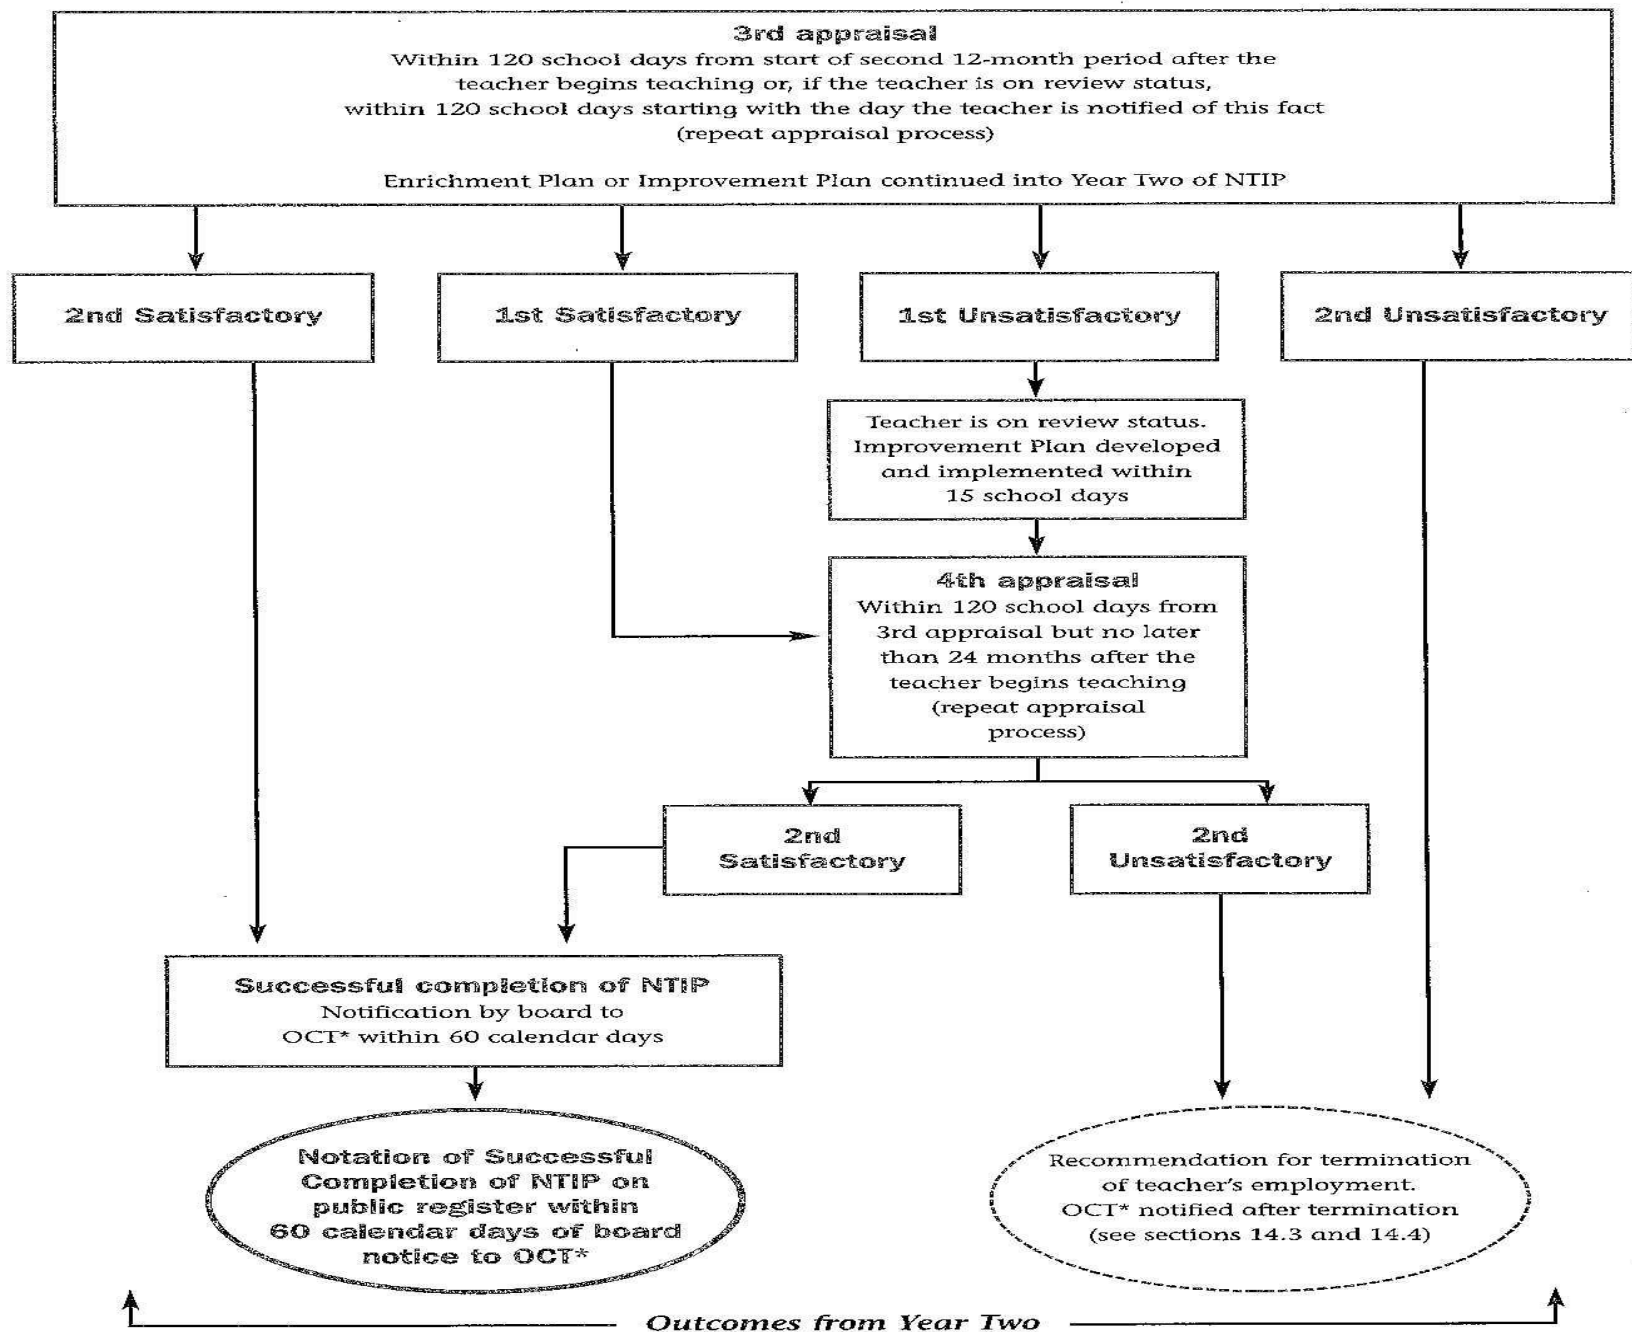 3rd appraisal
Within 120 school days from start of second 12-month period after the
teacher begins teaching or, if the teacher is on review status,
within 120 school days starting with the day the teacher is notified of this fact
(repeat appraisal process)
Enrichment Plan or Improvement Plan continued into Year Two of NTIP
2nd Satisfactory
1st Satisfactory
1st Unsatisfactory
2nd Unsatisfactory
Teacher is on review status.
Improvement Plan developed
and implemented within
15 school days
4th appraisal
Within 120 school days from
3rd appraisal but no later
than 24 months after the
teacher begins teaching
(repeat appraisal
process)
2nd
Satisfactory
2nd
Unsatisfactory
Successful completion of NTIP
Notification by board to
OCT* within 60 calendar days
Notation of Successful
Completion of NTIP on
public register within
60 calendar days of board
notice to OCT*
Recommendation for termination
of teacher's employment.
OCT* notified after termination
(see sections 14.3 and 14.4)
Outcomes from Year Two